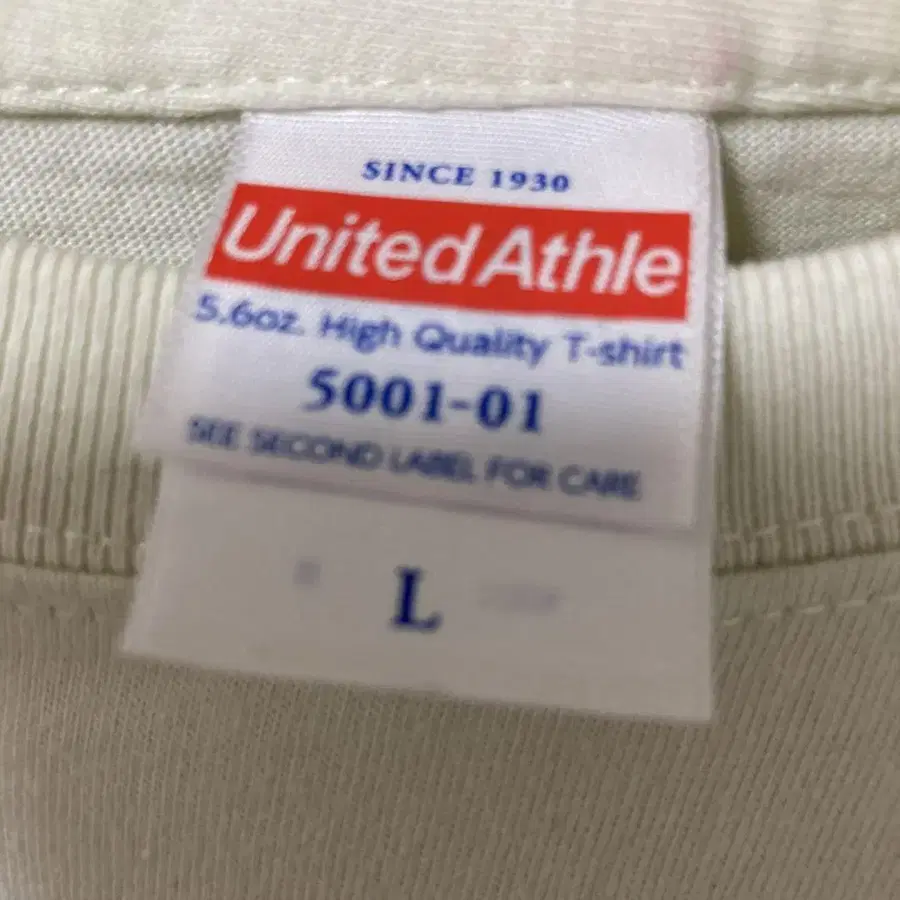 SINCE 1930
United Athle
5.6oz. High Quality T-shirt
5001-01
SEE SECOND LABEL FOR CARE
L